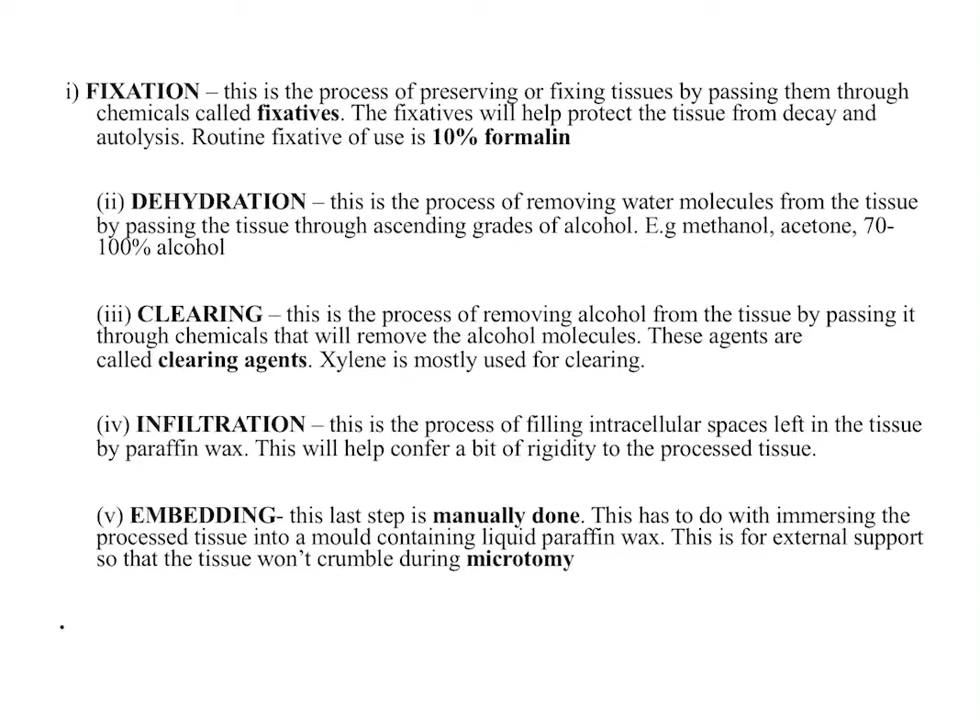 i) FIXATION – this is the process of preserving or fixing tissues by passing them through
chemicals called fixatives. The fixatives will help protect the tissue from decay and
autolysis. Routine fixative of use is 10% formalin
(ii) DEHYDRATION – this is the process of removing water molecules from the tissue
by passing the tissue through ascending grades of alcohol. E.g methanol, acetone, 70-
100% alcohol
(iii) CLEARING – this is the process of removing alcohol from the tissue by passing it
through chemicals that will remove the alcohol molecules. These agents are
called clearing agents. Xylene is mostly used for clearing.
(iv) INFILTRATION – this is the process of filling intracellular spaces left in the tissue
by paraffin wax. This will help confer a bit of rigidity to the processed tissue.
(v) EMBEDDING- this last step is manually done. This has to do with immersing the
processed tissue into a mould containing liquid paraffin wax. This is for external support
so that the tissue won’t crumble during microtomy